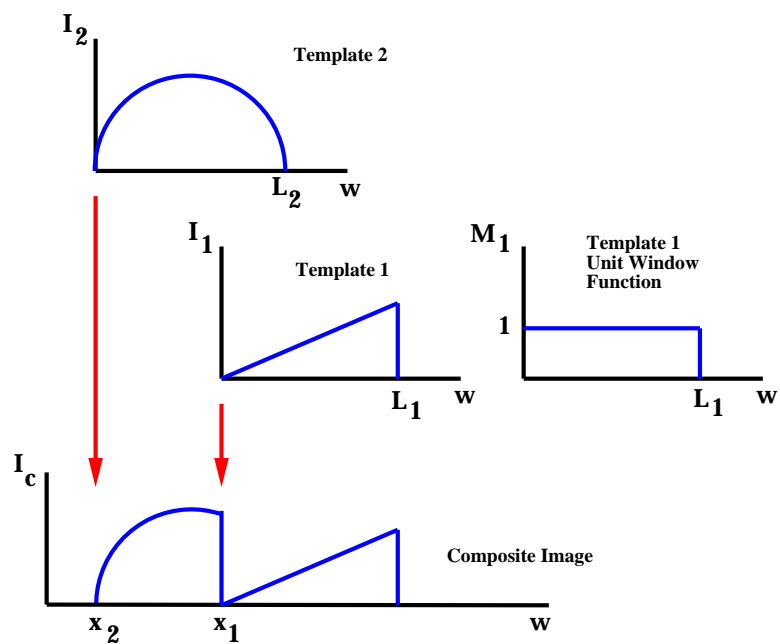 I2
Template 2
L2
w
I1
Template 1
L1
w
M1
Template 1
Unit Window
Function
1
L1
w
Ic
Composite Image
x2
x1
w